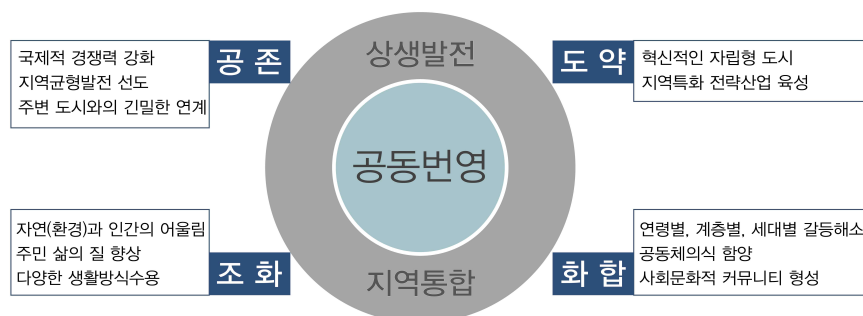 국제적 경쟁력 강화
지역균형발전 선도
주변 도시와의 긴밀한 연계
공존
상생발전
공동번영
지역통합
도약
혁신적인 자립형 도시
지역특화 전략산업 육성
자연(환경)과 인간의 어울림
주민 삶의 질 향상
다양한 생활방식수용
조화
화합
연령별, 계층별, 세대별 갈등해소
공동체의식 함양
사회문화적 커뮤니티 형성